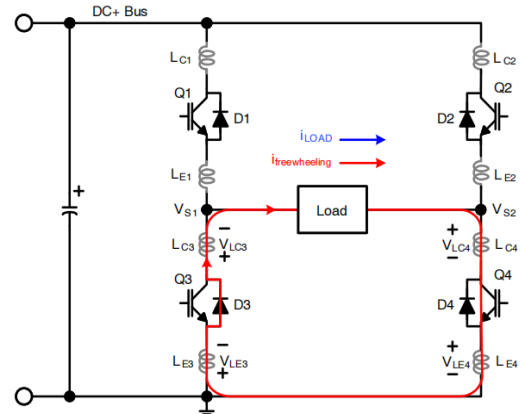 DC+ Bus
LC1
LC2
Q1
D1
D2
Q2
iLOAD
ifreewheeling
LE1
LE2
VS1
Load
VS2
−
LC3
VLC3
+
+
VLC4
−
LC4
Q3
D3
D4
Q4
−
LE3
VLE3
+
+
VLE4
−
LE4
+